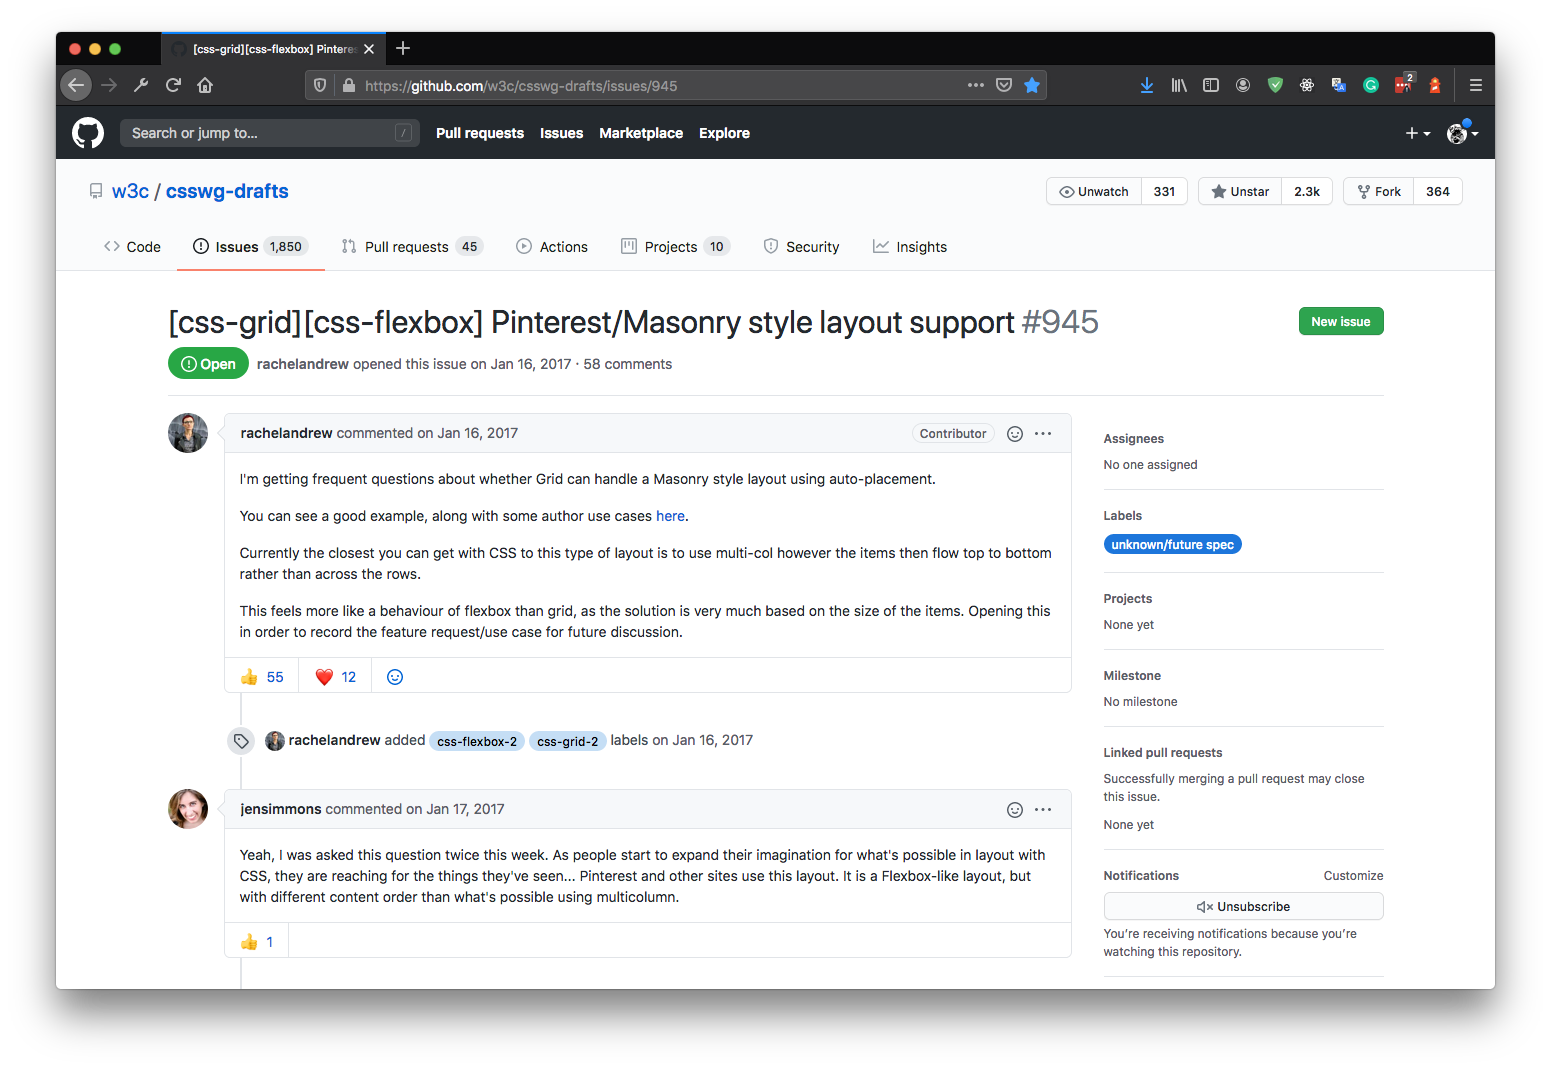 [css-grid][css-flexbox] Pintere
https://github.com/w3c/csswg-drafts/issues/945
2
Search or jump to...
/
Pull requests
Issues
Marketplace
Explore
w3c / csswg-drafts
Unwatch 331
Unstar 2.3k
Fork 364
Code
Issues 1,850
Pull requests 45
Actions
Projects 10
Security
Insights
[css-grid][css-flexbox] Pinterest/Masonry style layout support #945
New issue
Open
rachelandrew opened this issue on Jan 16, 2017 · 58 comments
rachelandrew commented on Jan 16, 2017
Contributor
I'm getting frequent questions about whether Grid can handle a Masonry style layout using auto-placement.
You can see a good example, along with some author use cases here.
Currently the closest you can get with CSS to this type of layout is to use multi-col however the items then flow top to bottom
rather than across the rows.
This feels more like a behaviour of flexbox than grid, as the solution is very much based on the size of the items. Opening this
in order to record the feature request/use case for future discussion.
👍 55
❤️ 12
rachelandrew added css-flexbox-2 css-grid-2 labels on Jan 16, 2017
jensimmons commented on Jan 17, 2017
Yeah, I was asked this question twice this week. As people start to expand their imagination for what's possible in layout with
CSS, they are reaching for the things they've seen... Pinterest and other sites use this layout. It is a Flexbox-like layout, but
with different content order than what's possible using multicolumn.
👍 1
Assignees
No one assigned
Labels
unknown/future spec
Projects
None yet
Milestone
No milestone
Linked pull requests
Successfully merging a pull request may close
this issue.
None yet
Notifications
Customize
Unsubscribe
You're receiving notifications because you're
watching this repository.